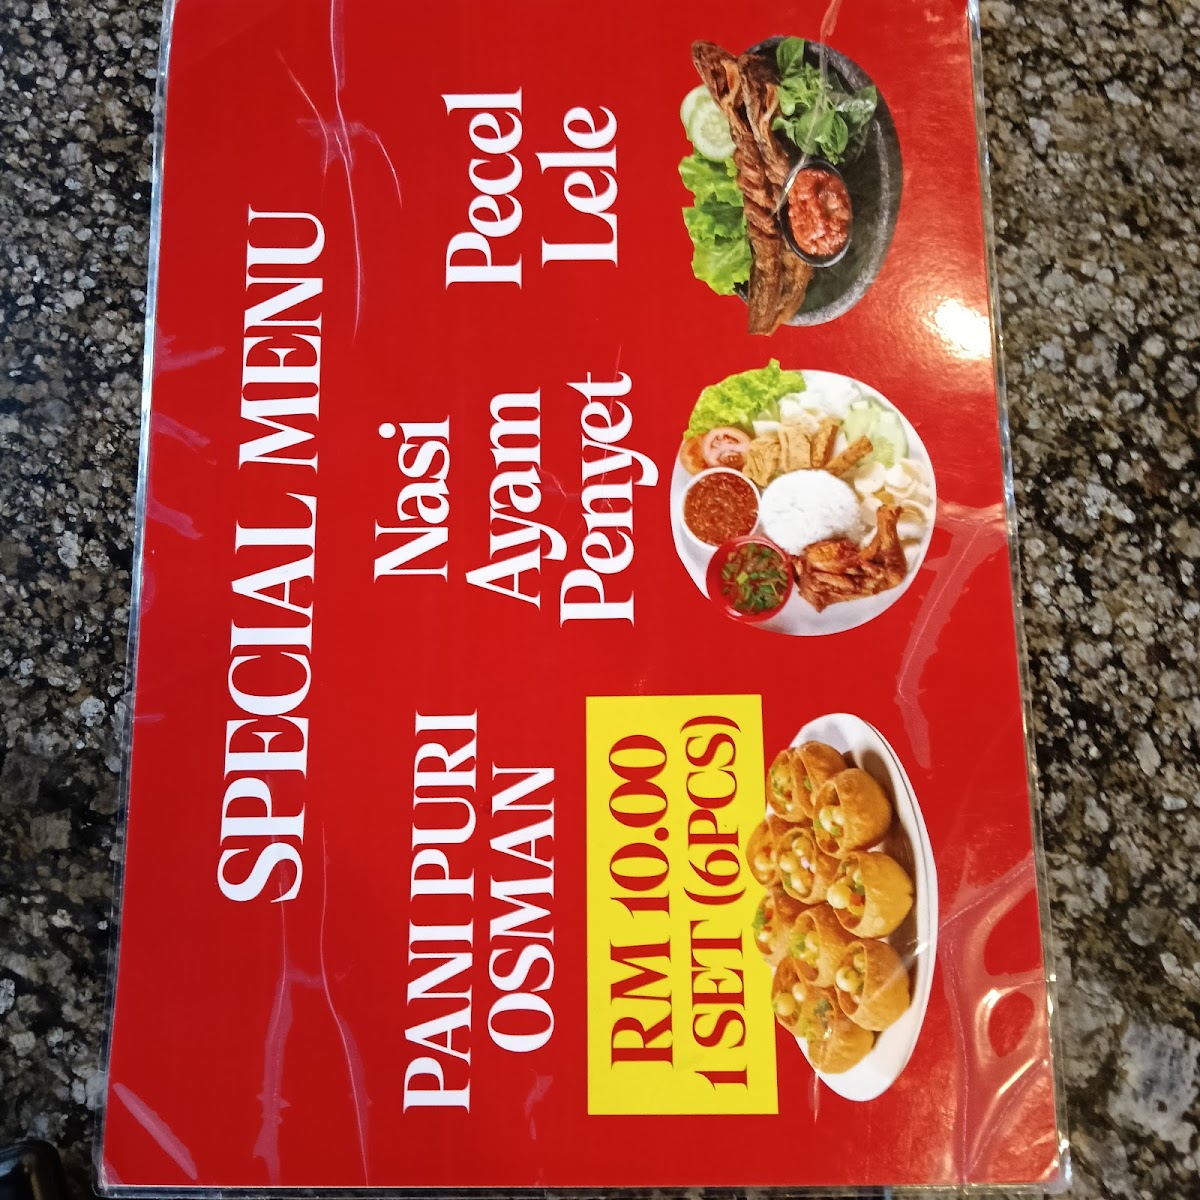 SPECIAL MENU
PANI PURI
OSMAN
RM 10.00
1 SET (6PCS)
Nasi
Ayam
Penyet
Pecel
Lele